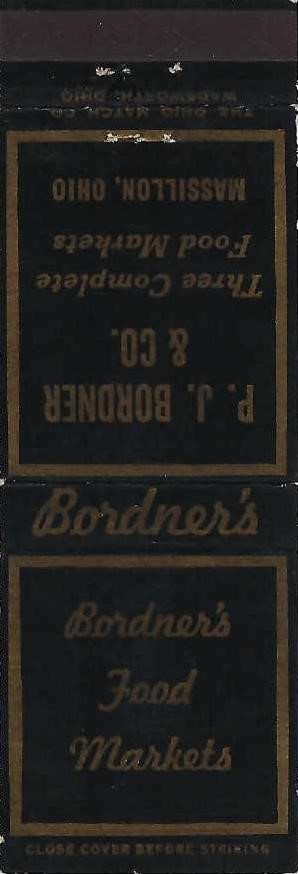 THE OHIO MATCH CO.
WADSWORTH, OHIO
P. J. BORDNER
& CO.
Three Complete
Food Markets
MASSILLON, OHIO
Bordner's
Bordner's
Food
Markets
CLOSE COVER BEFORE STRIKING